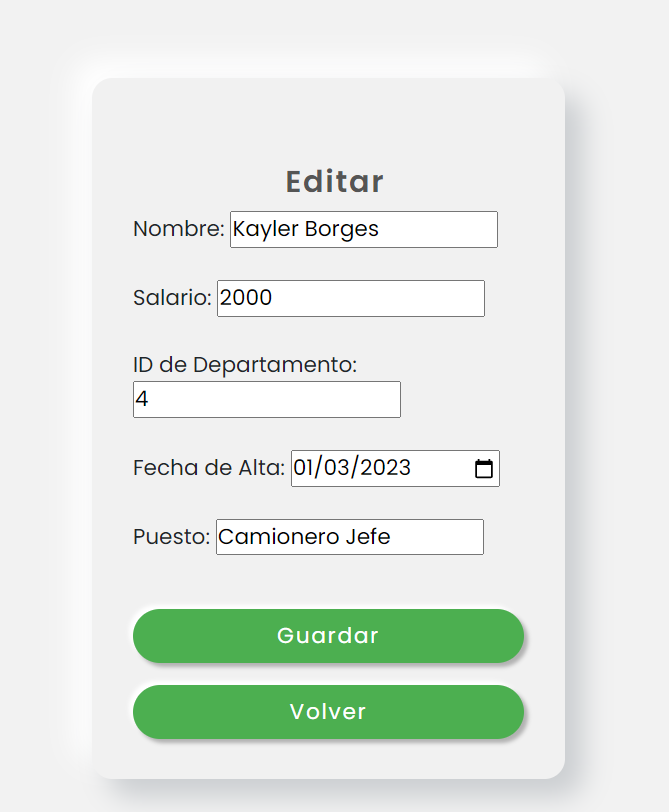 Editar
Nombre: Kayler Borges
Salario: 2000
ID de Departamento:
4
Fecha de Alta: 01/03/2023
Puesto: Camionero Jefe
Guardar
Volver